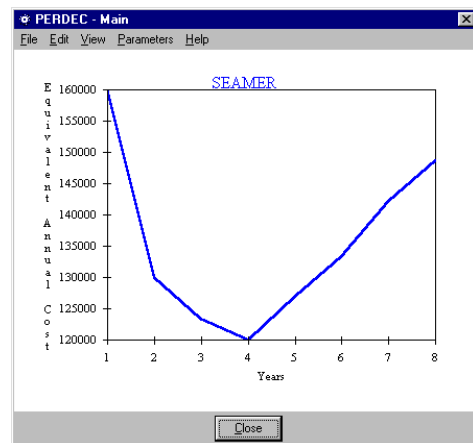 PERDEC - Main
File Edit View Parameters Help
SEAMER
Equivalent Annual Cost
160000
155000
150000
145000
140000
135000
130000
125000
120000
1 2 3 4 5 6 7 8
Years
Close